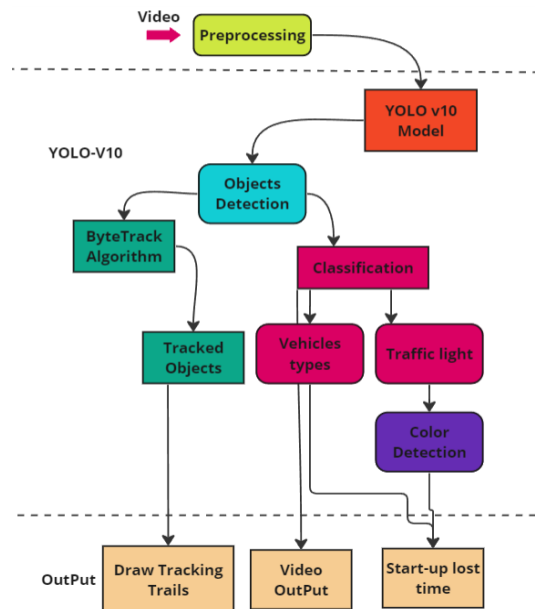 Video
Preprocessing
YOLO v10
Model
YOLO-V10
Objects
Detection
ByteTrack
Algorithm
Classification
Tracked
Objects
Vehicles
types
Traffic light
Color
Detection
OutPut
Draw Tracking
Trails
Video
OutPut
Start-up lost
time